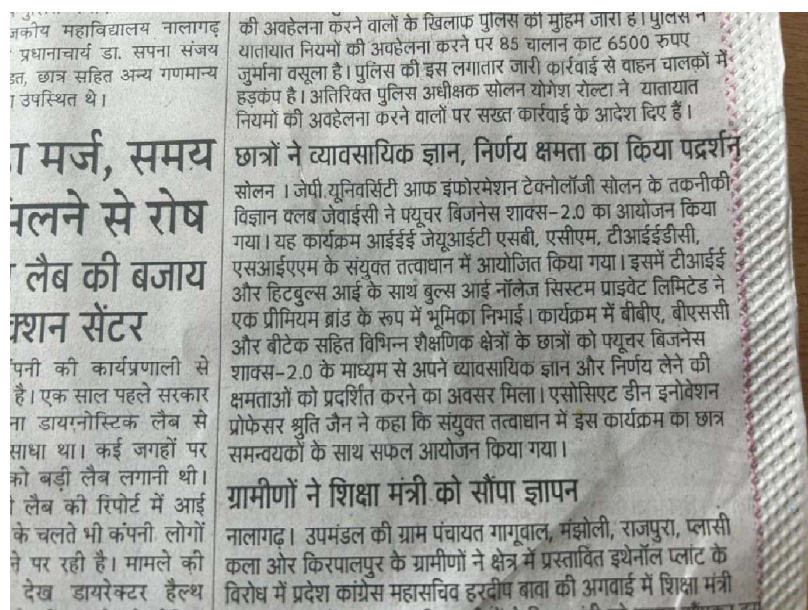 जकीय महाविद्यालय नालागढ़
प्रधानाचार्य डा. सपना संजय
छात्र सहित अन्य गणमान्य
उपस्थित थे।
मर्ज, समय
से रोष
लैब की बजाय
सेंटर
की कार्यप्रणाली से
है। एक साल पहले सरकार
डायग्नोस्टिक लैब से
साधा था। कई जगहों पर
को बड़ी लैब लगानी थी।
लैब की रिपोर्ट में आई
के चलते भी कंपनी लोगों
पर रही है। मामले की
देख डायरेक्टर हैल्थ
की अवहेलना करने वालों के खिलाफ पुलिस की मुहिम जारी है। पुलिस ने
यातायात नियमों की अवहेलना करने पर 85 चालान काट 6500 रुपए
जुर्माना वसूला है। पुलिस की इस लगातार जारी कार्रवाई से वाहन चालकों में
हड़कंप है। अतिरिक्त पुलिस अधीक्षक सोलन योगेश रोल्टा ने यातायात
नियमों की अवहेलना करने वालों पर सख्त कार्रवाई के आदेश दिए हैं।
छात्रों ने व्यावसायिक ज्ञान, निर्णय क्षमता का किया पदर्शन
सोलन । जेपी यूनिवर्सिटी आफ इंफोरमेशन टेक्नोलॉजी सोलन के तकनीकी
विज्ञान क्लब जेवाईसी ने फ्यूचर बिजनेस शाक्स-2.0 का आयोजन किया
गया। यह कार्यक्रम आईईई जेयूआईटी एसबी, एसीएम, टीआईईडीसी,
एसआईएएम के संयुक्त तत्वाधान में आयोजित किया गया। इसमें टीआईई
और हिटबुल्स आई के साथ बुल्स आई नॉलेज सिस्टम प्राइवेट लिमिटेड ने
एक प्रीमियम ब्रांड के रूप में भूमिका निभाई। कार्यक्रम में बीबीए, बीएससी
और बीटेक सहित विभिन्न शैक्षणिक क्षेत्रों के छात्रों को फ्यूचर बिजनेस
शाक्स-2.0 के माध्यम से अपने व्यावसायिक ज्ञान और निर्णय लेने की
क्षमताओं को प्रदर्शित करने का अवसर मिला। एसोसिएट डीन इनोवेशन
प्रोफेसर श्रुति जैन ने कहा कि संयुक्त तत्वाधान में इस कार्यक्रम का छात्र
समन्वयकों के साथ सफल आयोजन किया गया।
ग्रामीणों ने शिक्षा मंत्री को सौंपा ज्ञापन
नालागढ़। उपमंडल की ग्राम पंचायत गागूवाल, मंझोली, राजपुरा, प्लासी
कला ओर किरपालपुर के ग्रामीणों ने क्षेत्र में प्रस्तावित इथेनॉल प्लांट के
विरोध में प्रदेश कांग्रेस महासचिव हरदीप बावा की अगवाई में शिक्षा मंत्री